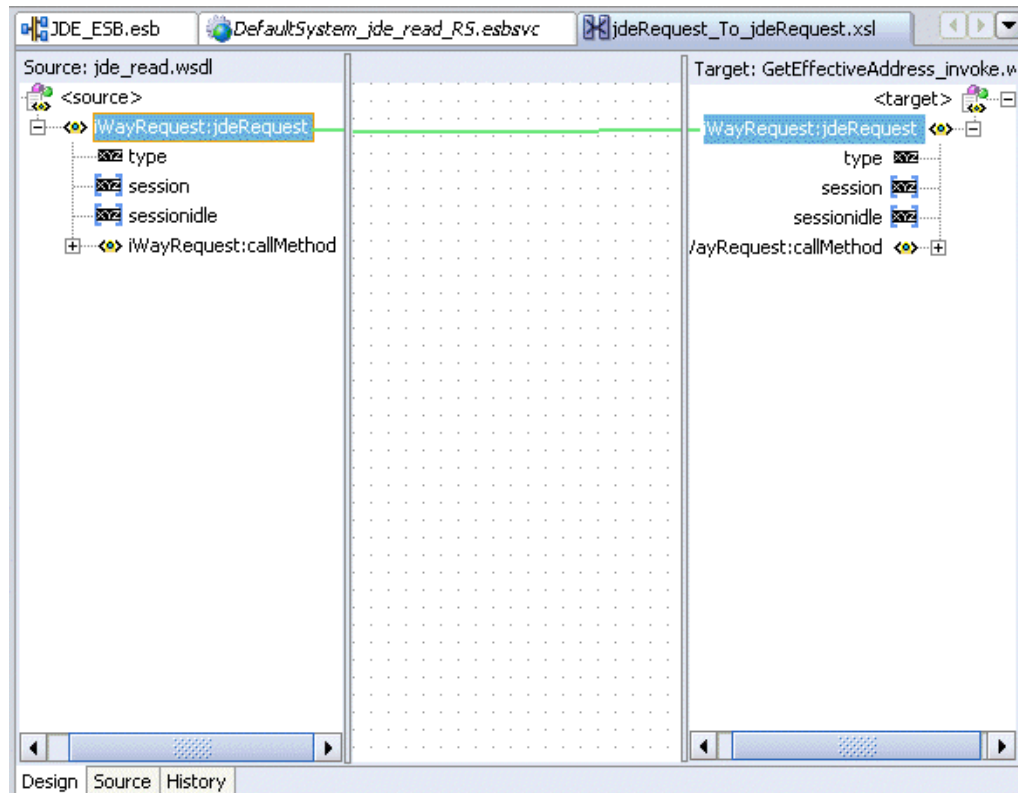 JDE_ESB.esb DefaultSystem_jde_read_RS.esbsvc jdeRequest_To_jdeRequest.xsl
Source: jde_read.wsdl Target: GetEffectiveAddress_invoke.w
<source> <target>
iWayRequest:jdeRequest iWayRequest:jdeRequest
type type
session session
sessionidle sessionidle
iWayRequest:callMethod WayRequest:callMethod
Design Source History